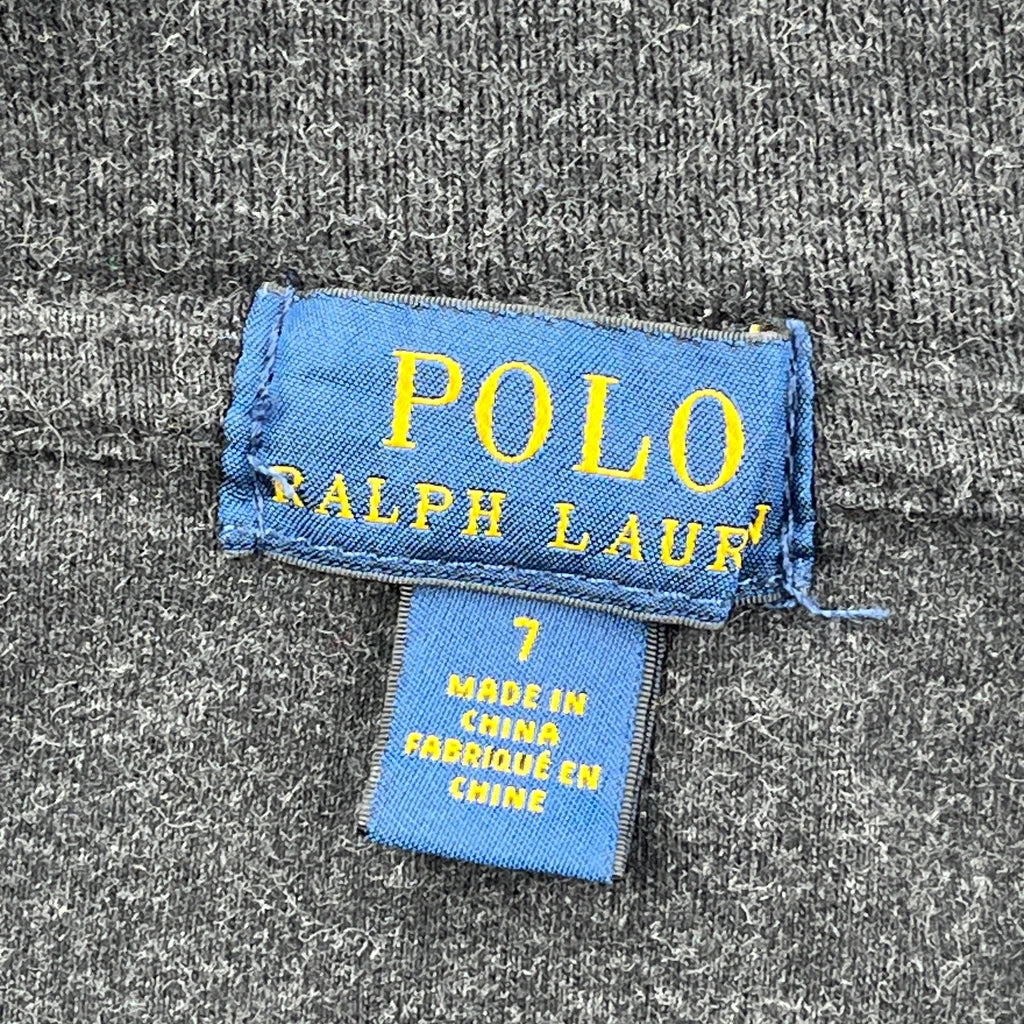 POLO
RALPH LAUR N
7
MADE IN
CHINA
FABRIQUÉ EN
CHINE